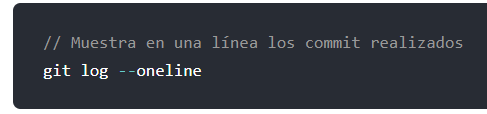 // Muestra en una línea los commit realizados
git log --oneline